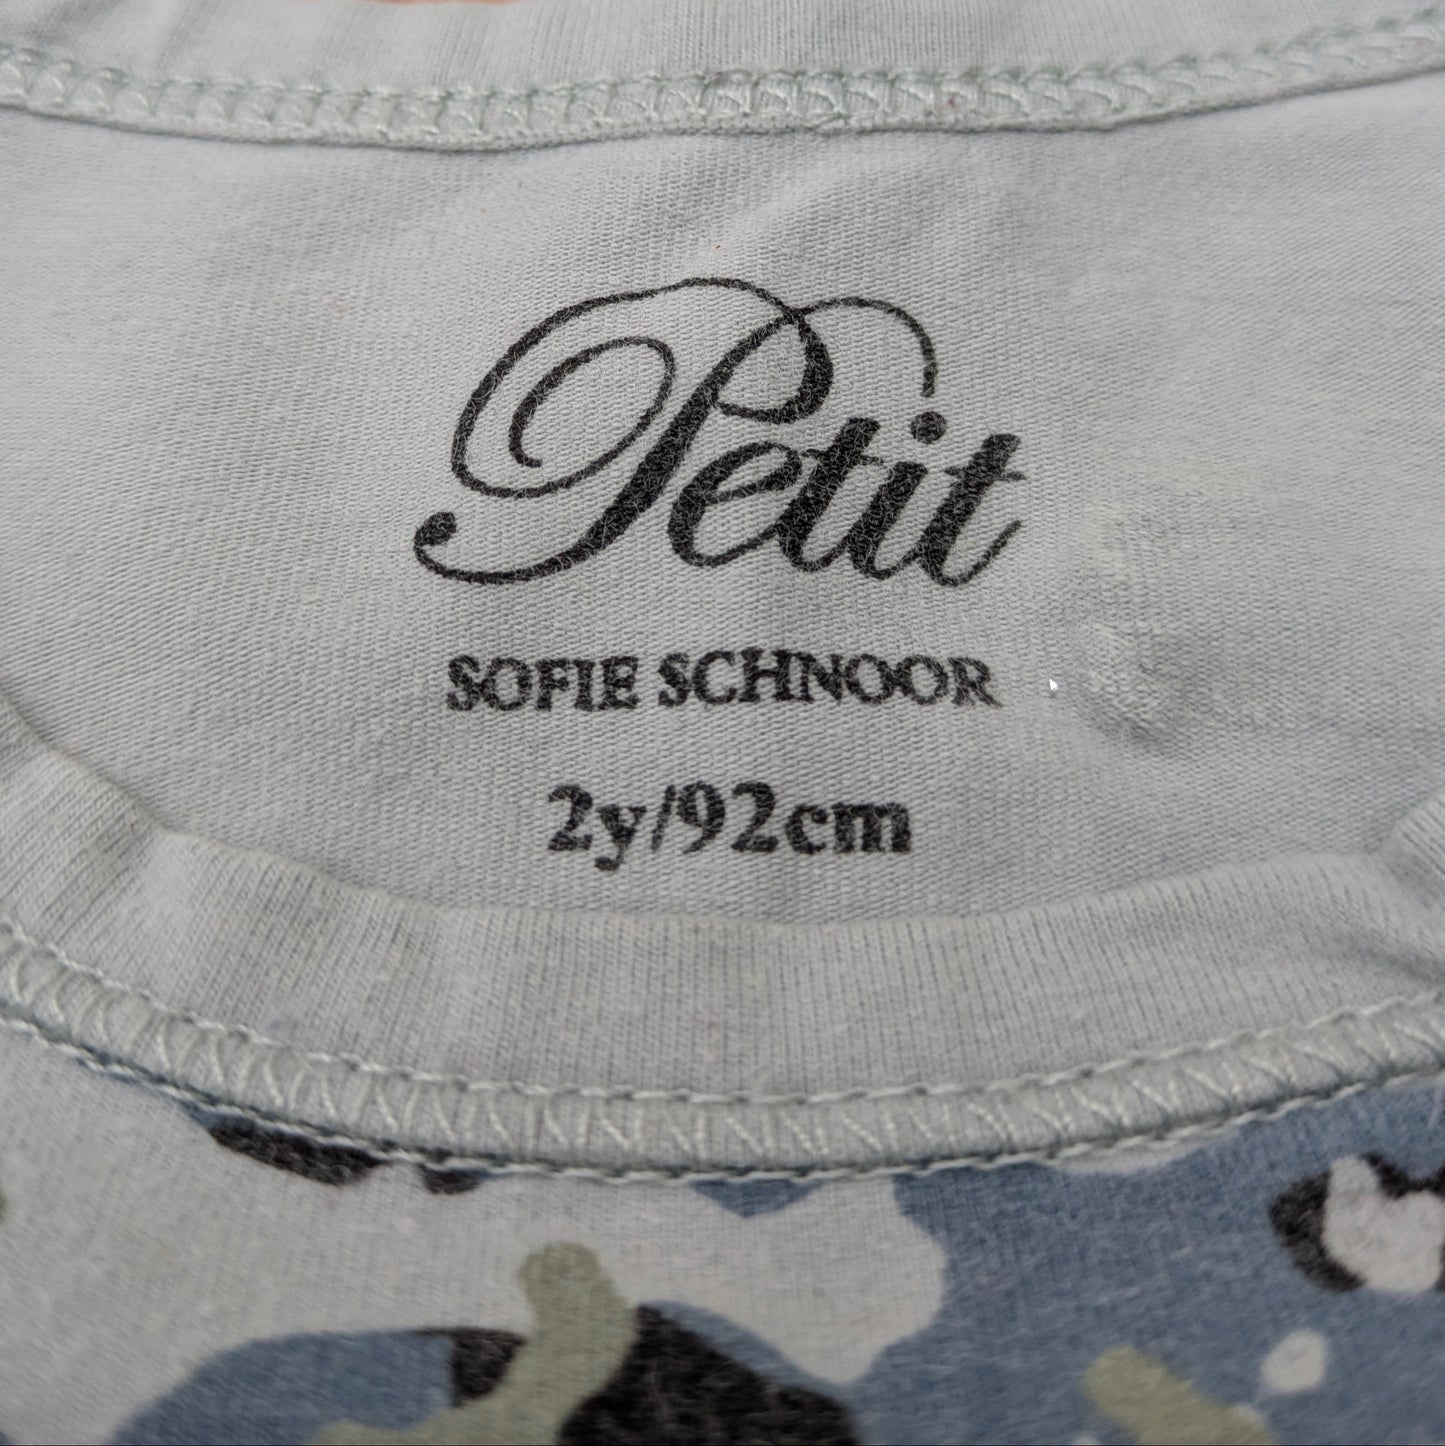 Petit
SOFIE SCHNOOR
2y/92cm